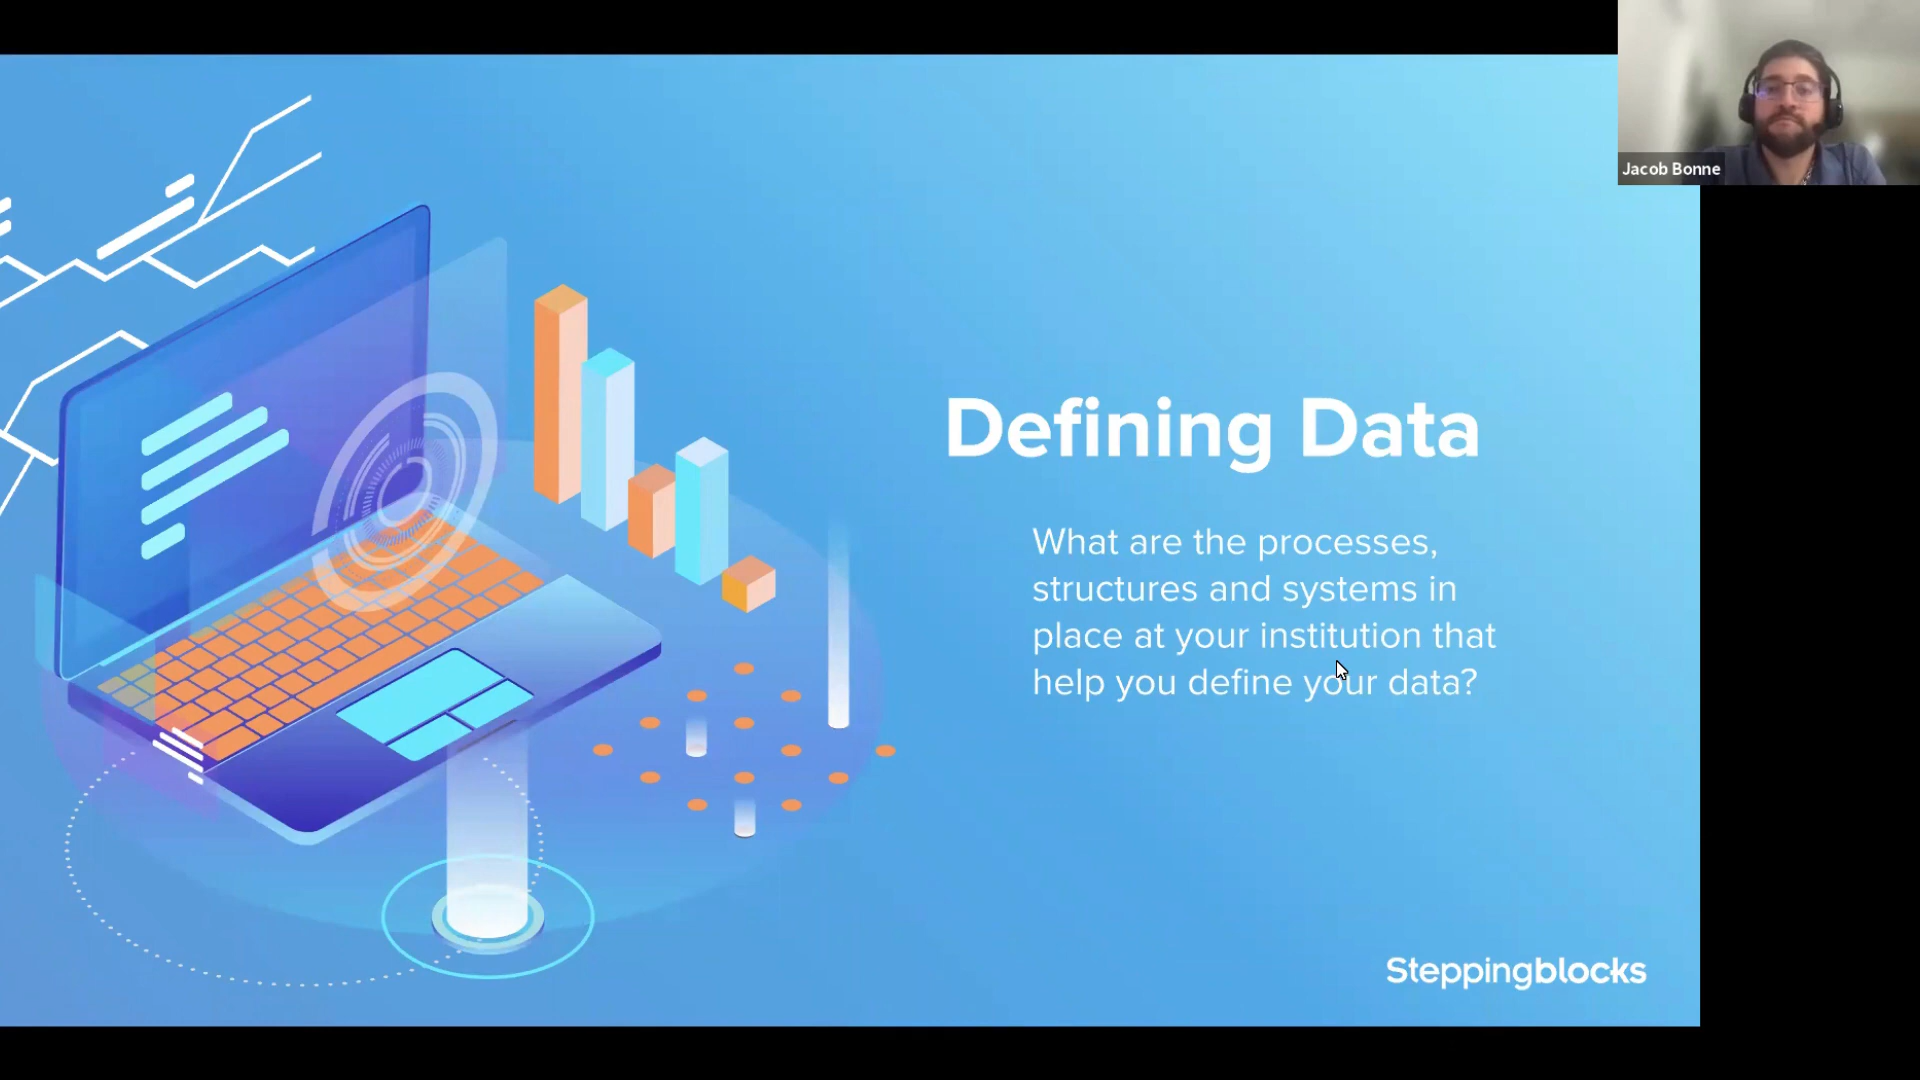 Jacob Bonne
Defining Data
What are the processes,
structures and systems in
place at your institution that
help you define your data?
Steppingblocks